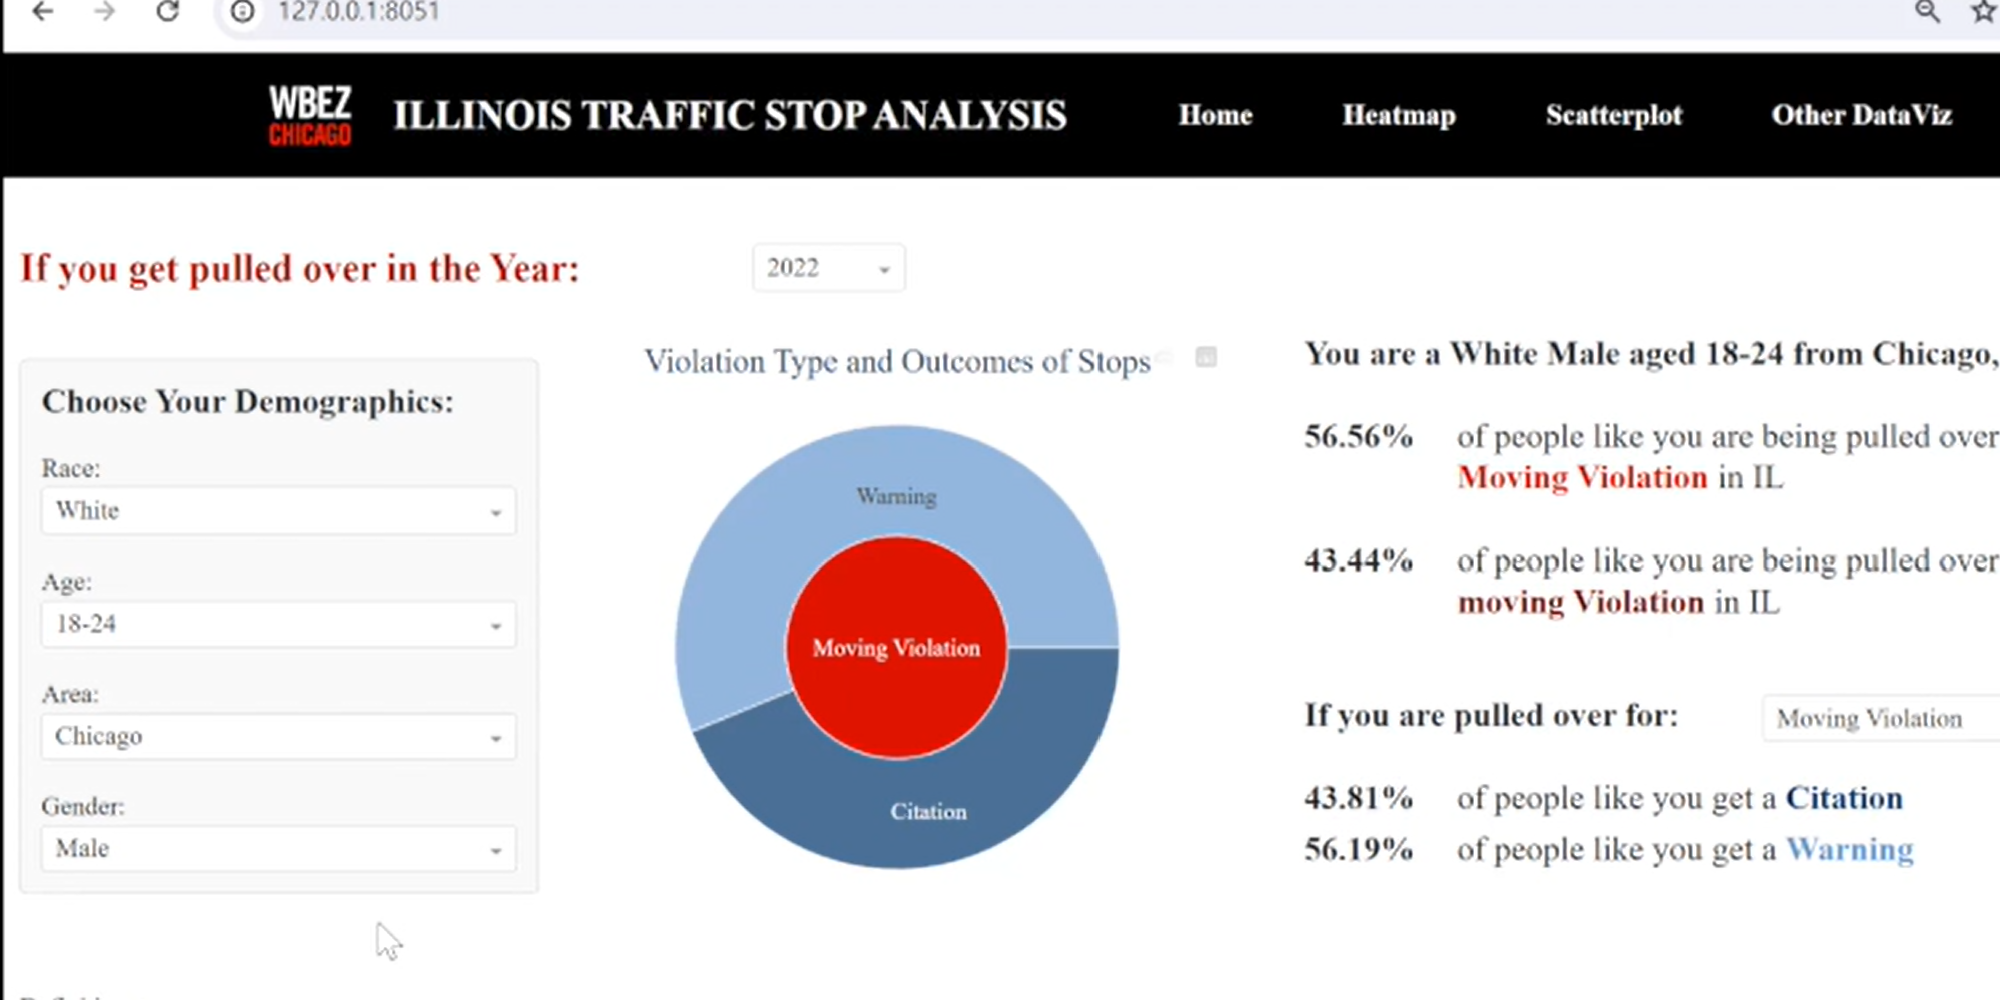 127.0.0.1:8051
WBEZ
CHICAGO
ILLINOIS TRAFFIC STOP ANALYSIS
Home
Heatmap
Scatterplot
Other DataViz
If you get pulled over in the Year:
2022
Choose Your Demographics:
Race:
White
Age:
18-24
Area:
Chicago
Gender:
Male
Violation Type and Outcomes of Stops
Warning
Moving Violation
Citation
You are a White Male aged 18-24 from Chicago,
56.56% of people like you are being pulled over
Moving Violation in IL
43.44% of people like you are being pulled over
moving Violation in IL
If you are pulled over for:
Moving Violation
43.81% of people like you get a Citation
56.19% of people like you get a Warning